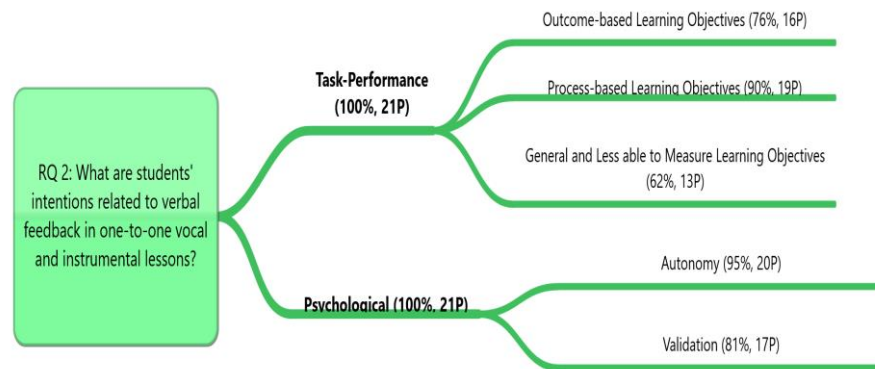 RQ 2: What are students'
intentions related to verbal
feedback in one-to-one vocal
and instrumental lessons?
Task-Performance
(100%, 21P)
Outcome-based Learning Objectives (76%, 16P)
Process-based Learning Objectives (90%, 19P)
General and Less able to Measure Learning Objectives
(62%, 13P)
Psychological (100%, 21P)
Autonomy (95%, 20P)
Validation (81%, 17P)